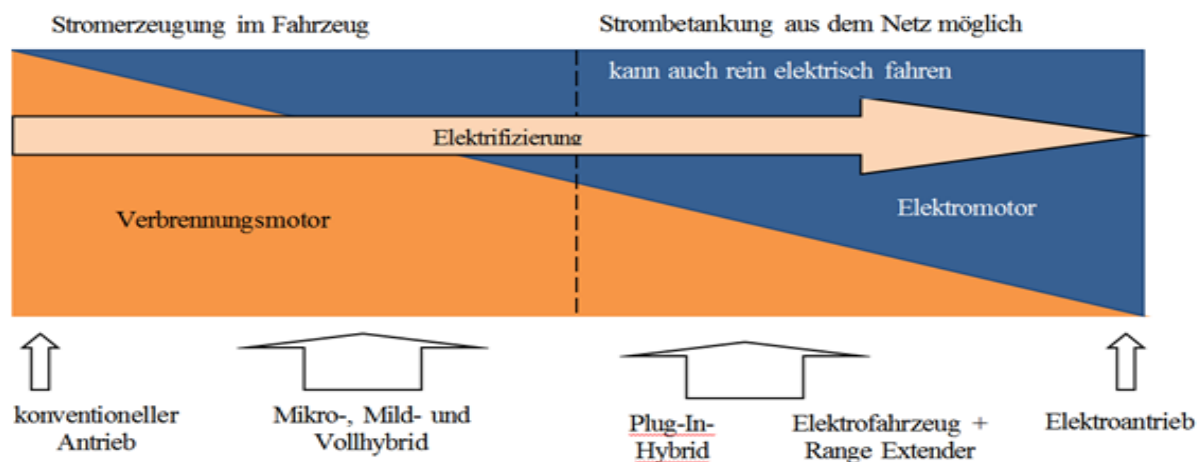 Stromerzeugung im Fahrzeug
Strombetankung aus dem Netz möglich
kann auch rein elektrisch fahren
Elektrifizierung
Verbrennungsmotor
Elektromotor
konventioneller
Antrieb
Mikro-, Mild- und
Vollhybrid
Plug-In-
Hybrid
Elektrofahrzeug +
Range Extender
Elektroantrieb